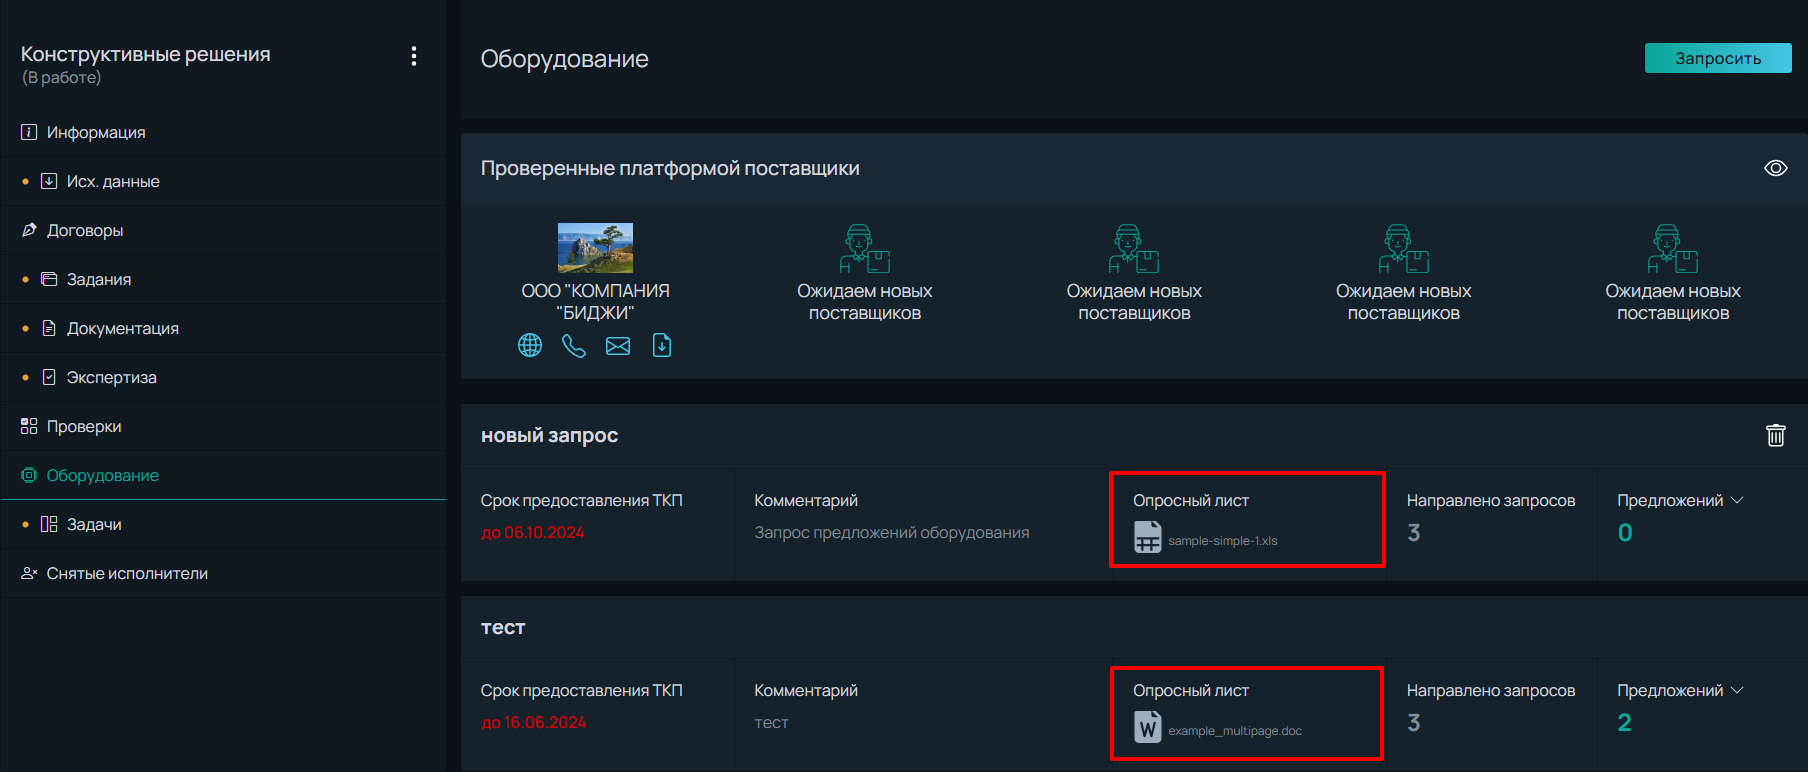 Конструктивные решения
(В работе)
Информация
Исх. данные
Договоры
Задания
Документация
Экспертиза
Проверки
Оборудование
Задачи
Снятые исполнители
Оборудование
Запросить
Проверенные платформой поставщики
ООО "КОМПАНИЯ
"БИДЖИ"
Ожидаем новых
поставщиков
Ожидаем новых
поставщиков
Ожидаем новых
поставщиков
Ожидаем новых
поставщиков
новый запрос
Срок предоставления ТКП
до 06.10.2024
Комментарий
Запрос предложений оборудования
Опросный лист
sample-simple-1.xls
Направлено запросов
3
Предложений
0
тест
Срок предоставления ТКП
до 16.06.2024
Комментарий
тест
Опросный лист
W
example_multipage.doc
Направлено запросов
3
Предложений
2